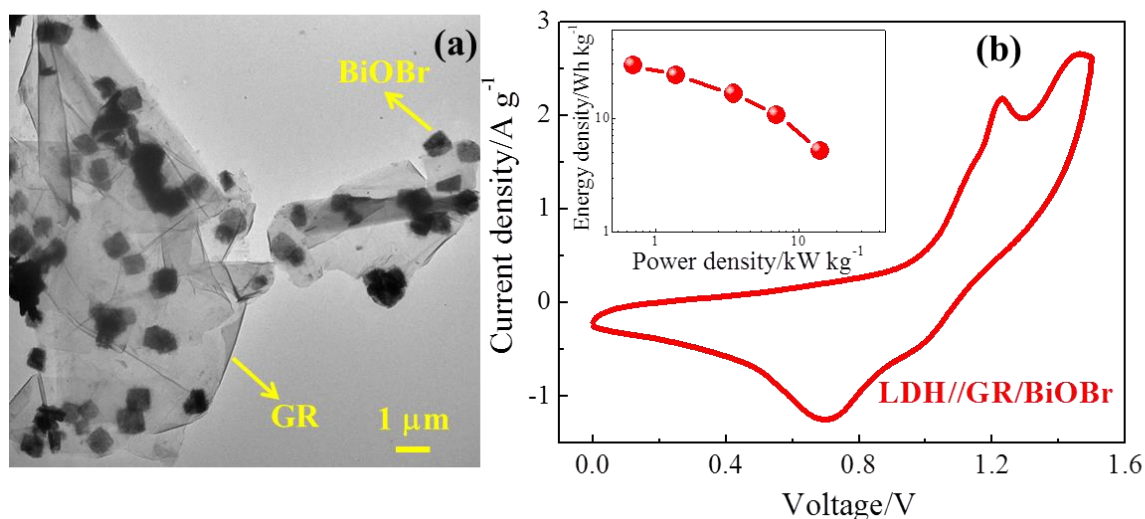 (a)
BiOBr
GR
1 μm
(b)
Current density/A g⁻¹
3
2
1
0
-1
0.0 0.4 0.8 1.2 1.6
Voltage/V
LDH//GR/BiOBr
Energy density/Wh kg⁻¹
10
1
1 10
Power density/kW kg⁻¹